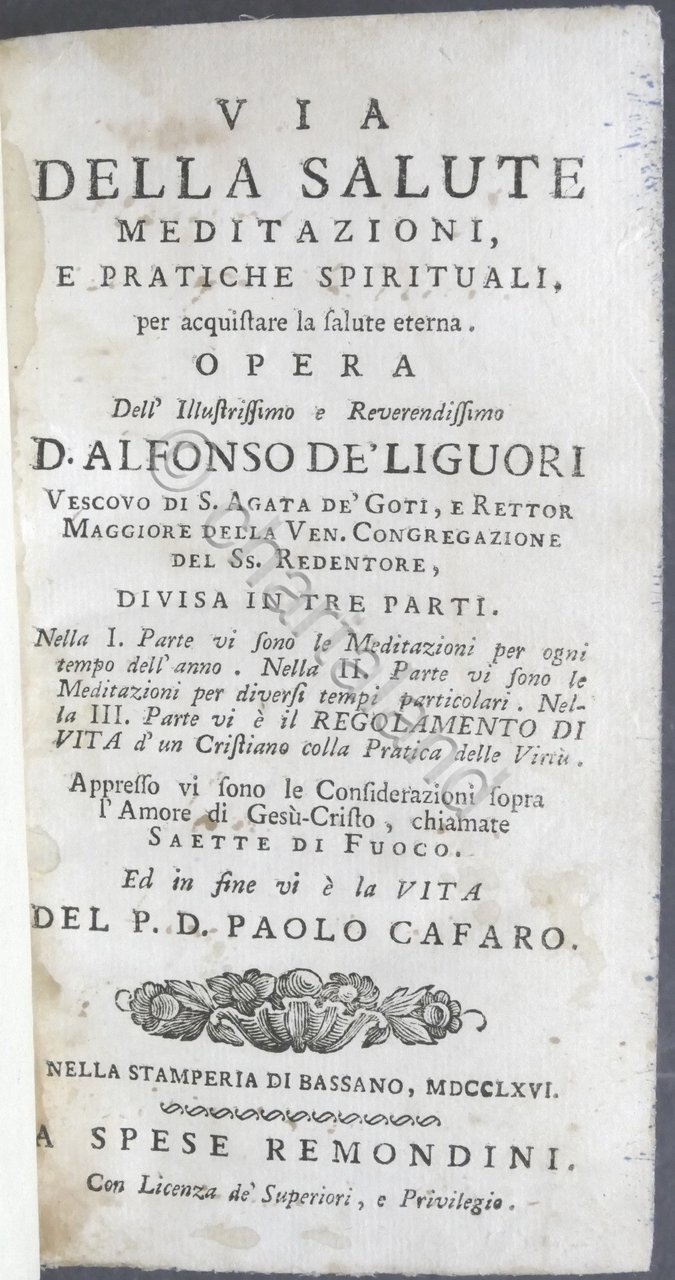 VIA
DELLA SALUTE
MEDITAZIONI,
E PRATICHE SPIRITUALI,
per acquiſtare la ſalute eterna.
OPERA
Dell' Illuſtriſſimo e Reverendiſſimo
D. ALFONSO DE' LIGUORI
VESCOVO DI S. AGATA DE' GOTI, E RETTOR
MAGGIORE DELLA VEN. CONGREGAZIONE
DEL SS. REDENTORE,
DIVISA IN TRE PARTI.
Nella I. Parte vi ſono le Meditazioni per ogni
tempo dell' anno. Nella II. Parte vi ſono le
Meditazioni per diverſi tempi particolari. Nel-
la III. Parte vi è il REGOLAMENTO DI
VITA d'un Criſtiano colla Pratica delle Virtù.
Appreſſo vi ſono le Conſiderazioni ſopra
l'Amore di Gesù-Criſto, chiamate
SAETTE DI FUOCO.
Ed in fine vi è la VITA
DEL P. D. PAOLO CAFARO.
NELLA STAMPERIA DI BASSANO, MDCCLXVI.
A SPESE REMONDINI.
Con Licenza de' Superiori, e Privilegio.
© chartaland